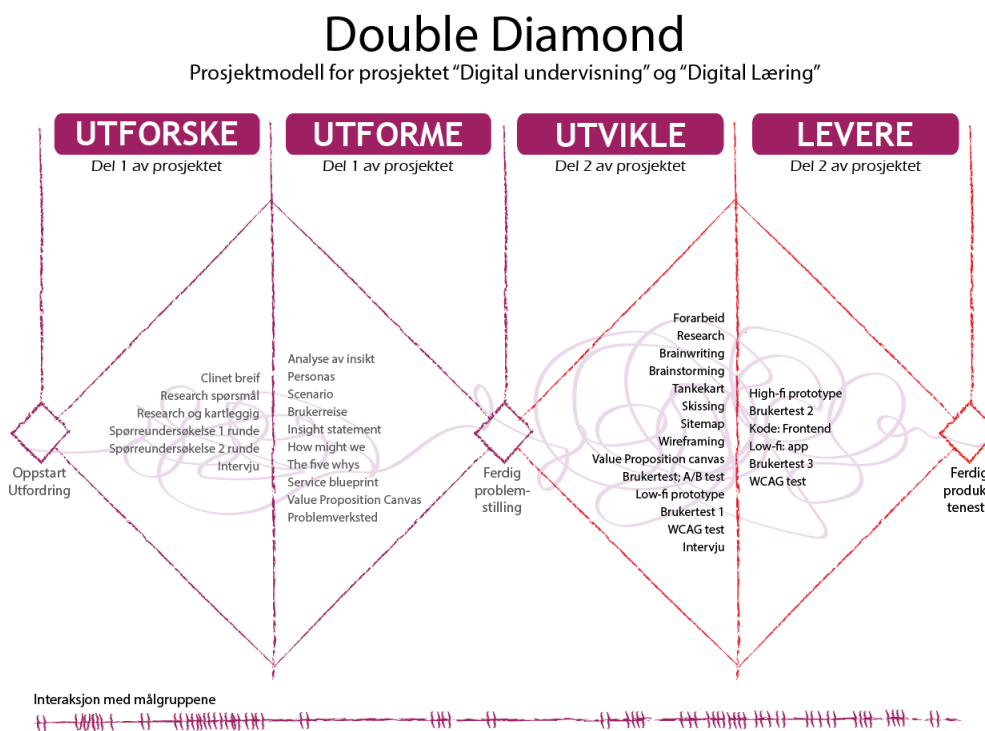 Double Diamond
Prosjektmodell for prosjektet “Digital undervisning” og “Digital Læring”
UTFORSKE
Del 1 av prosjektet
UTFORME
Del 1 av prosjektet
UTVIKLE
Del 2 av prosjektet
LEVERE
Del 2 av prosjektet
Oppstart
Utfordring
Clinet breif
Research spørsmål
Research og kartleggig
Spørreundersøkelse 1 runde
Spørreundersøkelse 2 runde
Intervju
Analyse av insikt
Personas
Scenario
Brukerreise
Insight statement
How might we
The five whys
Service blueprint
Value Proposition Canvas
Problemverksted
Ferdig
problem-
stilling
Forarbeid
Research
Brainwriting
Brainstorming
Tankekart
Skissing
Sitemap
Wireframing
Value Proposition canvas
Brukertest; A/B test
Low-fi prototype
Brukertest 1
WCAG test
Intervju
High-fi prototype
Brukertest 2
Kode: Frontend
Low-fi: app
Brukertest 3
WCAG test
Ferdig
produk
tenest
Interaksjon med målgruppene